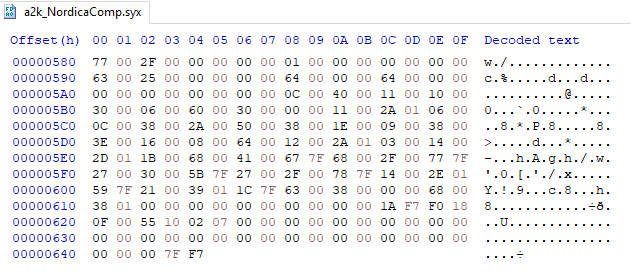 a2k_NordicaComp.syx
Offset(h) 00 01 02 03 04 05 06 07 08 09 0A 0B 0C 0D 0E 0F Decoded text
00000580 77 00 2F 00 00 00 00 00 01 00 00 00 00 00 00 00 w./.............
00000590 63 00 25 00 00 00 00 00 64 00 00 00 64 00 00 00 c.%.....d...d...
000005A0 00 00 00 00 00 00 00 00 0C 00 40 00 11 00 10 00 ..........@.....
000005B0 30 00 06 00 60 00 30 00 00 00 11 00 2A 01 06 00 0...`.0.....*...
000005C0 0C 00 38 00 2A 00 50 00 38 00 1E 00 09 00 38 00 ..8.*.P.8.....8.
000005D0 3E 00 16 00 08 00 64 00 12 00 2A 01 03 00 14 00 >.....d...*.....
000005E0 2D 01 1B 00 68 00 41 00 67 7F 68 00 2F 00 77 7F -...h.A.g.h./.w.
000005F0 27 00 30 00 5B 7F 27 00 2F 00 78 7F 14 00 2E 01 '.0.[.'./.x.....
00000600 59 7F 21 00 39 01 1C 7F 63 00 38 00 00 00 68 00 Y.!.9...c.8...h.
00000610 38 01 00 00 00 00 00 00 00 00 00 00 1A F7 F0 18 8............÷ð.
00000620 0F 00 55 10 02 07 00 00 00 00 00 00 00 00 00 00 ..U.............
00000630 00 00 00 00 00 00 00 00 00 00 00 00 00 00 00 00 ................
00000640 00 00 00 7F F7 ....÷